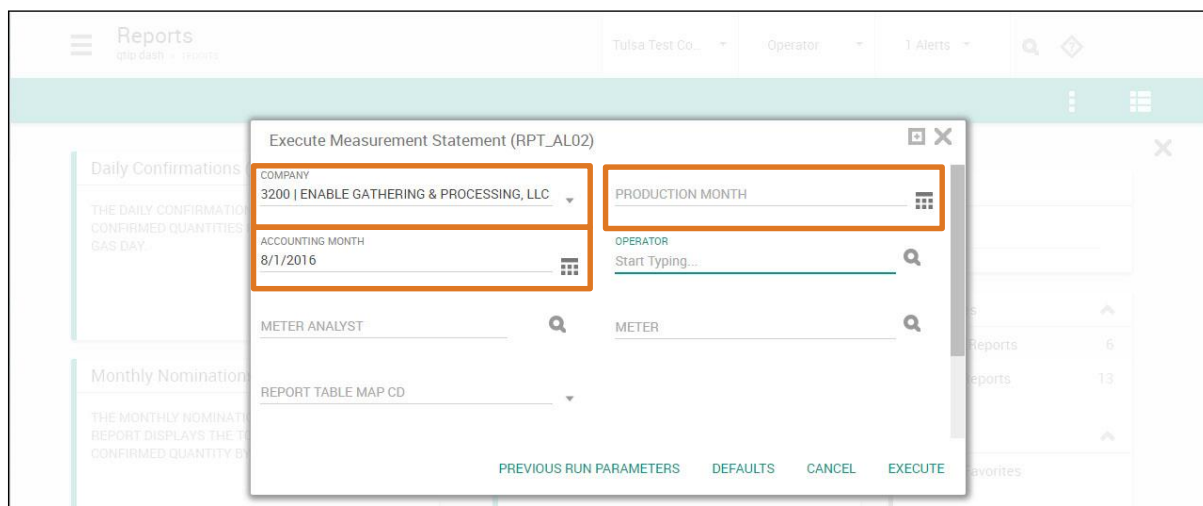 Reports
qtip dash
Tulsa Test Co...
Operator
1 Alerts
Execute Measurement Statement (RPT_AL02)
COMPANY
3200 | ENABLE GATHERING & PROCESSING, LLC
PRODUCTION MONTH
ACCOUNTING MONTH
8/1/2016
OPERATOR
Start Typing...
METER ANALYST
METER
REPORT TABLE MAP CD
PREVIOUS RUN PARAMETERS DEFAULTS CANCEL EXECUTE
Daily Confirmations
THE DAILY CONFIRMATION
CONFIRMED QUANTITIES
GAS DAY.
Monthly Nomination
THE MONTHLY NOMINATI
REPORT DISPLAYS THE TO
CONFIRMED QUANTITY BY
s
Reports 6
eports 13
avorites